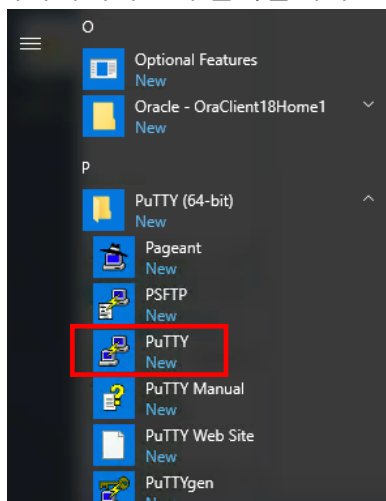 O
Optional Features
New
Oracle - OraClient18Home1
New
P
PuTTY (64-bit)
New
Pageant
New
PSFTP
New
PuTTY
New
PuTTY Manual
New
PuTTY Web Site
New
PuTTYgen